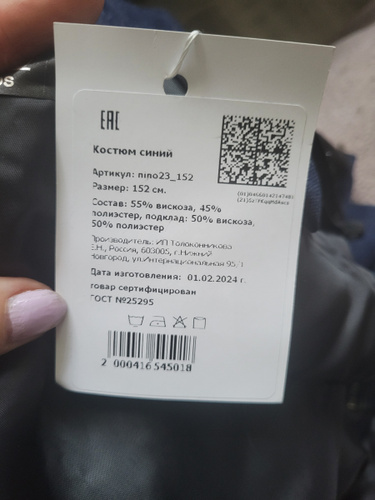 EAC
Костюм синий
Артикул: nino23_152
Размер: 152 см.
Состав: 55% вискоза, 45%
полиэстер, подклад: 50% вискоза,
50% полиэстер
Производитель: ИП Толоконникова
Е.Н., Россия, 603005, г.Нижний
Новгород, ул.Интернациональная
Дата изготовления: 01.02.2024 г.
товар сертифицирован
ГОСТ №25295
2 000416 545018